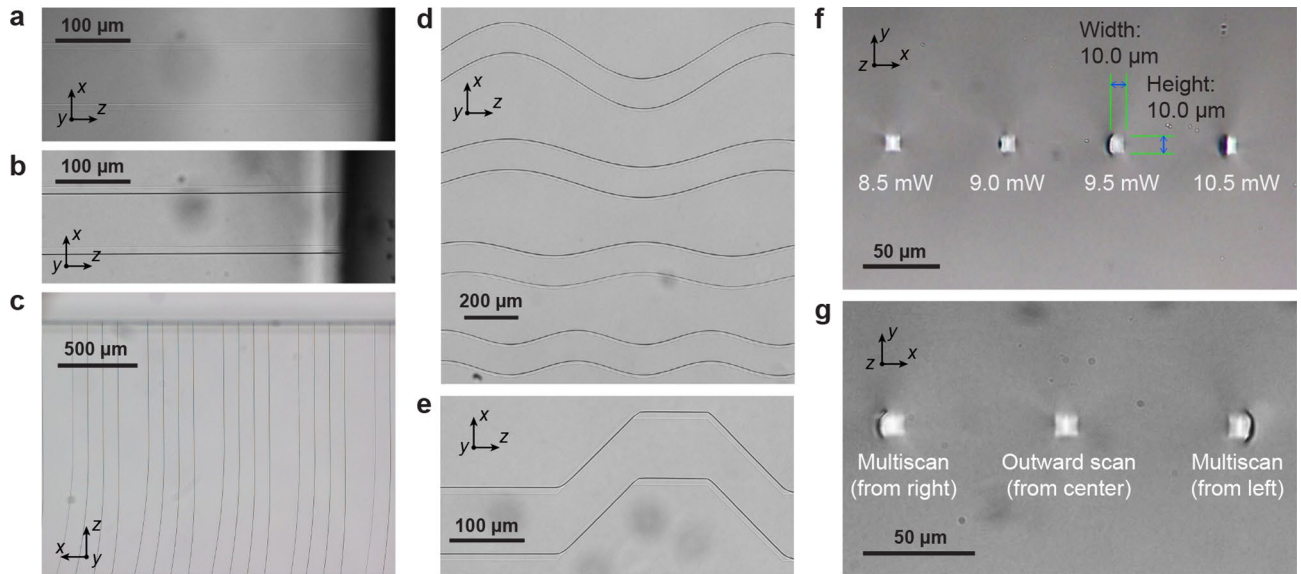 a
100 µm
x
y
z
b
100 µm
x
y
z
c
500 µm
z
x
y
d
x
y
z
200 µm
e
x
y
z
100 µm
f
y
z
x
Width:
10.0 µm
Height:
10.0 µm
8.5 mW
9.0 mW
9.5 mW
10.5 mW
50 µm
g
y
z
x
Multiscan
(from right)
Outward scan
(from center)
Multiscan
(from left)
50 µm